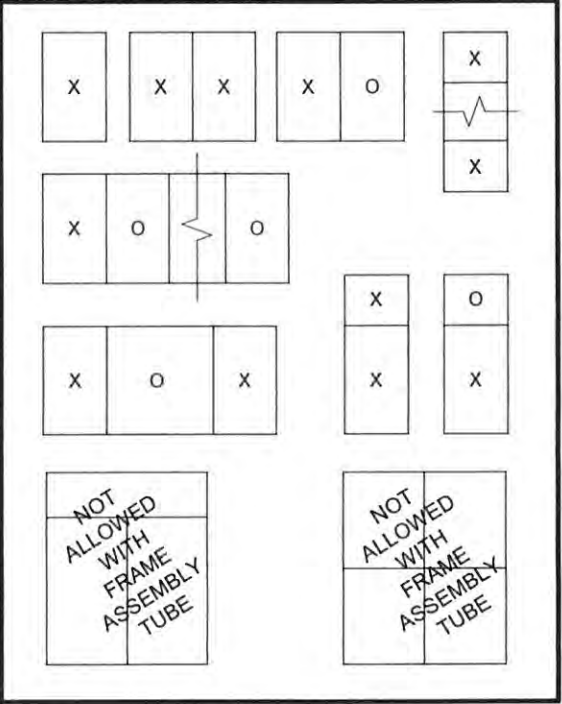 X
X X
X O
X
X
X O O
X
X
O
X
X O X
NOT
ALLOWED
WITH
FRAME
ASSEMBLY
TUBE
NOT
ALLOWED
WITH
FRAME
ASSEMBLY
TUBE